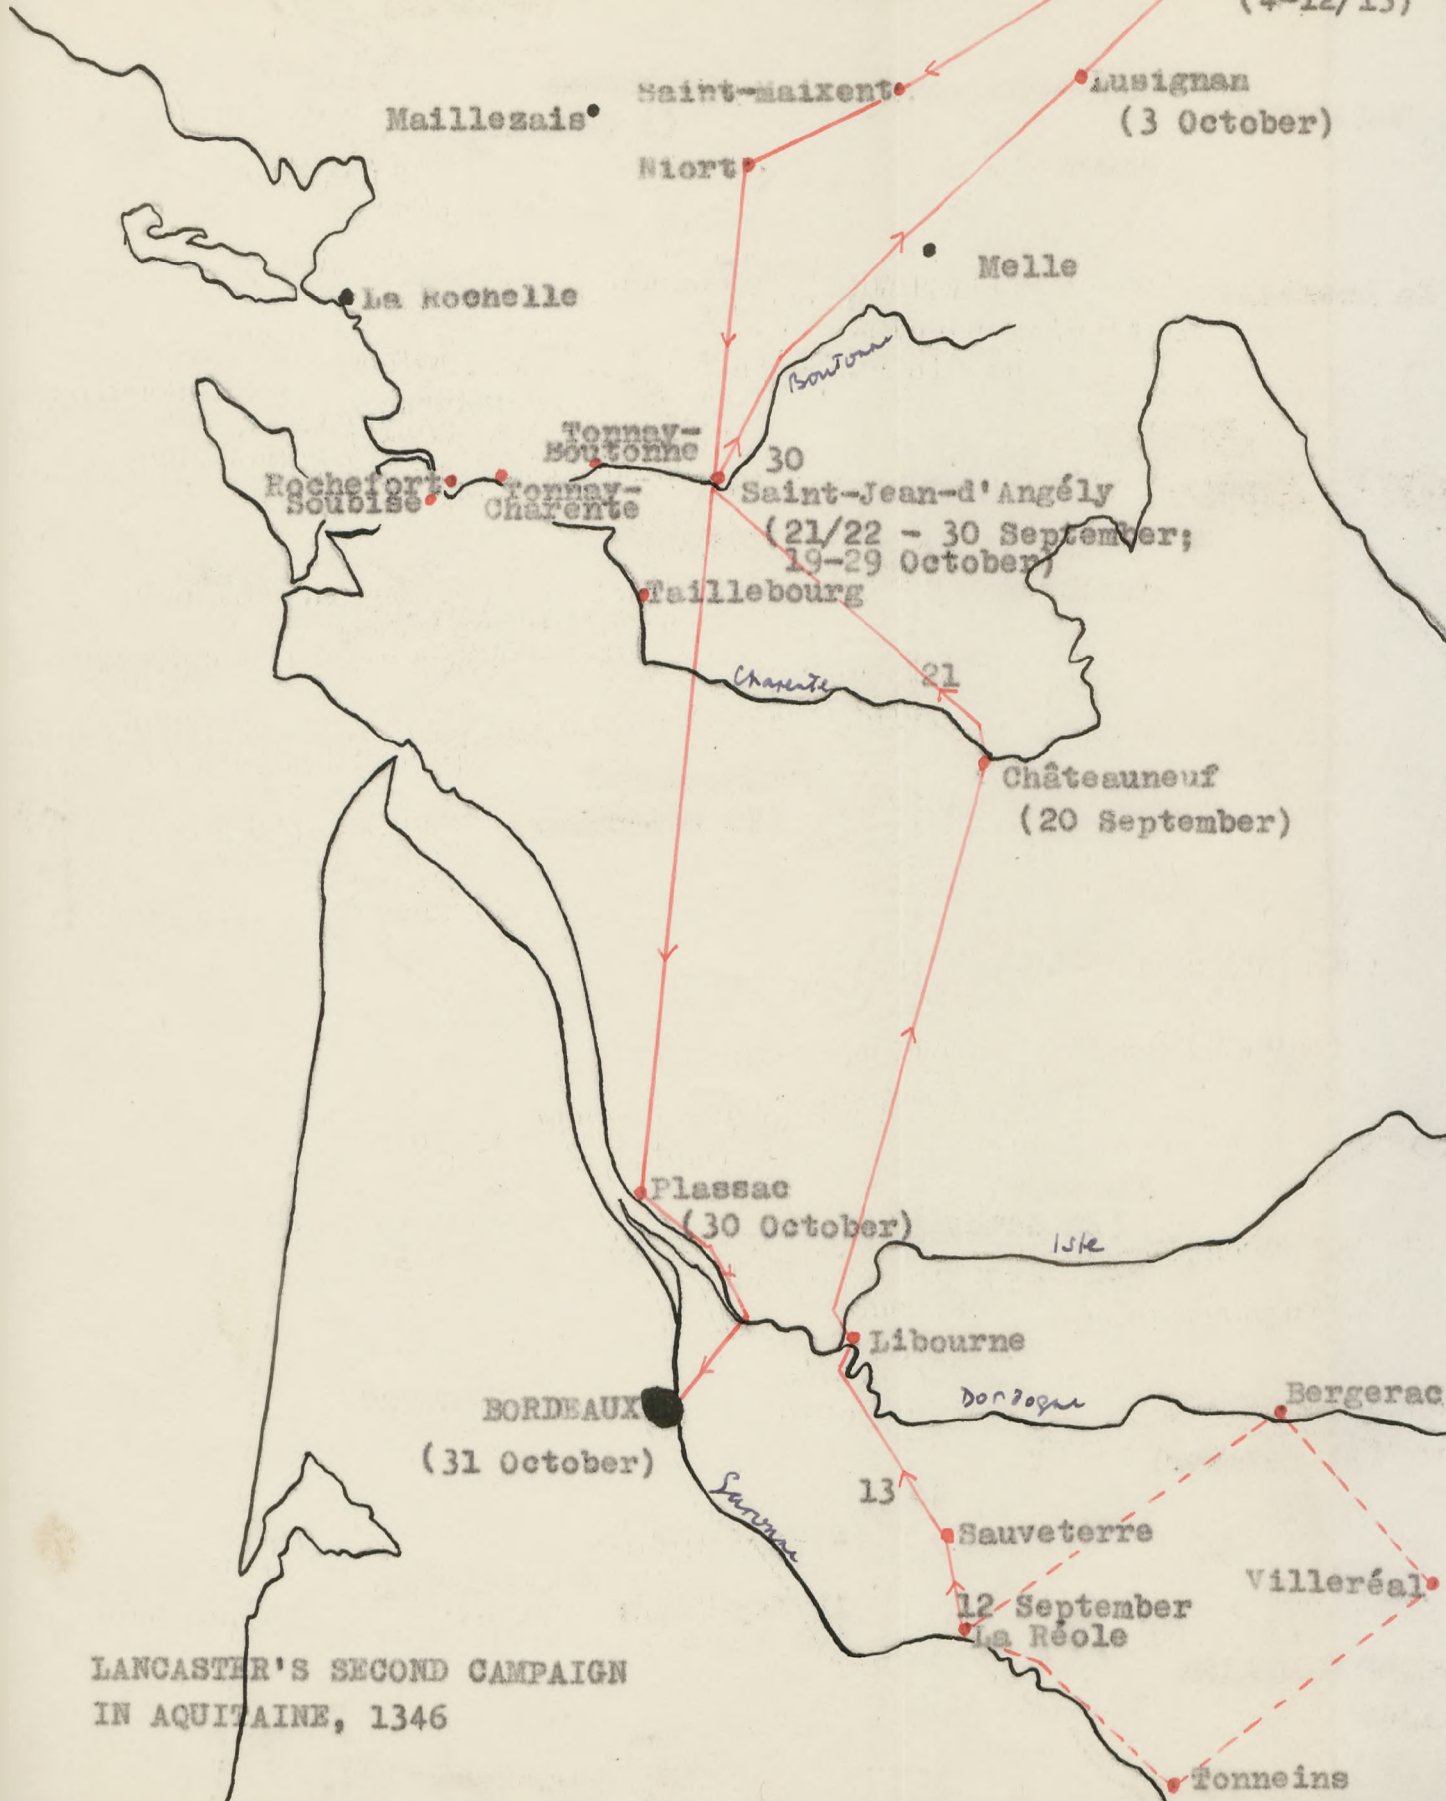 (4-12/13)
Saint-maixent
Lusignan
(3 October)
Maillezais
Niort
Melle
La Rochelle
Boutonne
Tonnay-
Boutonne
30
Rochefort
Soubise
Tonnay-
Charente
Saint-Jean-d'Angély
(21/22 - 30 September;
19-29 October)
Taillebourg
Charente
21
Châteauneuf
(20 September)
Plassac
(30 October)
Isle
Libourne
BORDEAUX
(31 October)
Dordogne
Bergerac
Garonne
13
Sauveterre
Villeréal
12 September
La Réole
LANCASTER'S SECOND CAMPAIGN
IN AQUITAINE, 1346
Tonneins